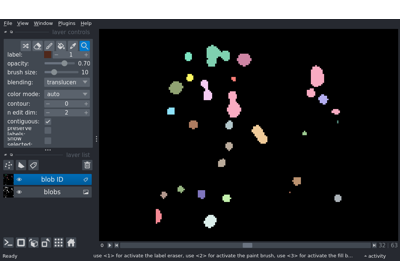 File View Window Plugins Help
layer controls
label: 1
opacity: 0.70
brush size: 10
blending: translucen
color mode: auto
contour: 0
n edit dim: 2
contiguous:
preserve labels:
show selected:
layer list
blob ID
blobs
0 32 63
Ready use <1> for activate the label eraser, use <2> for activate the paint brush, use <3> for activate the fill b... activity